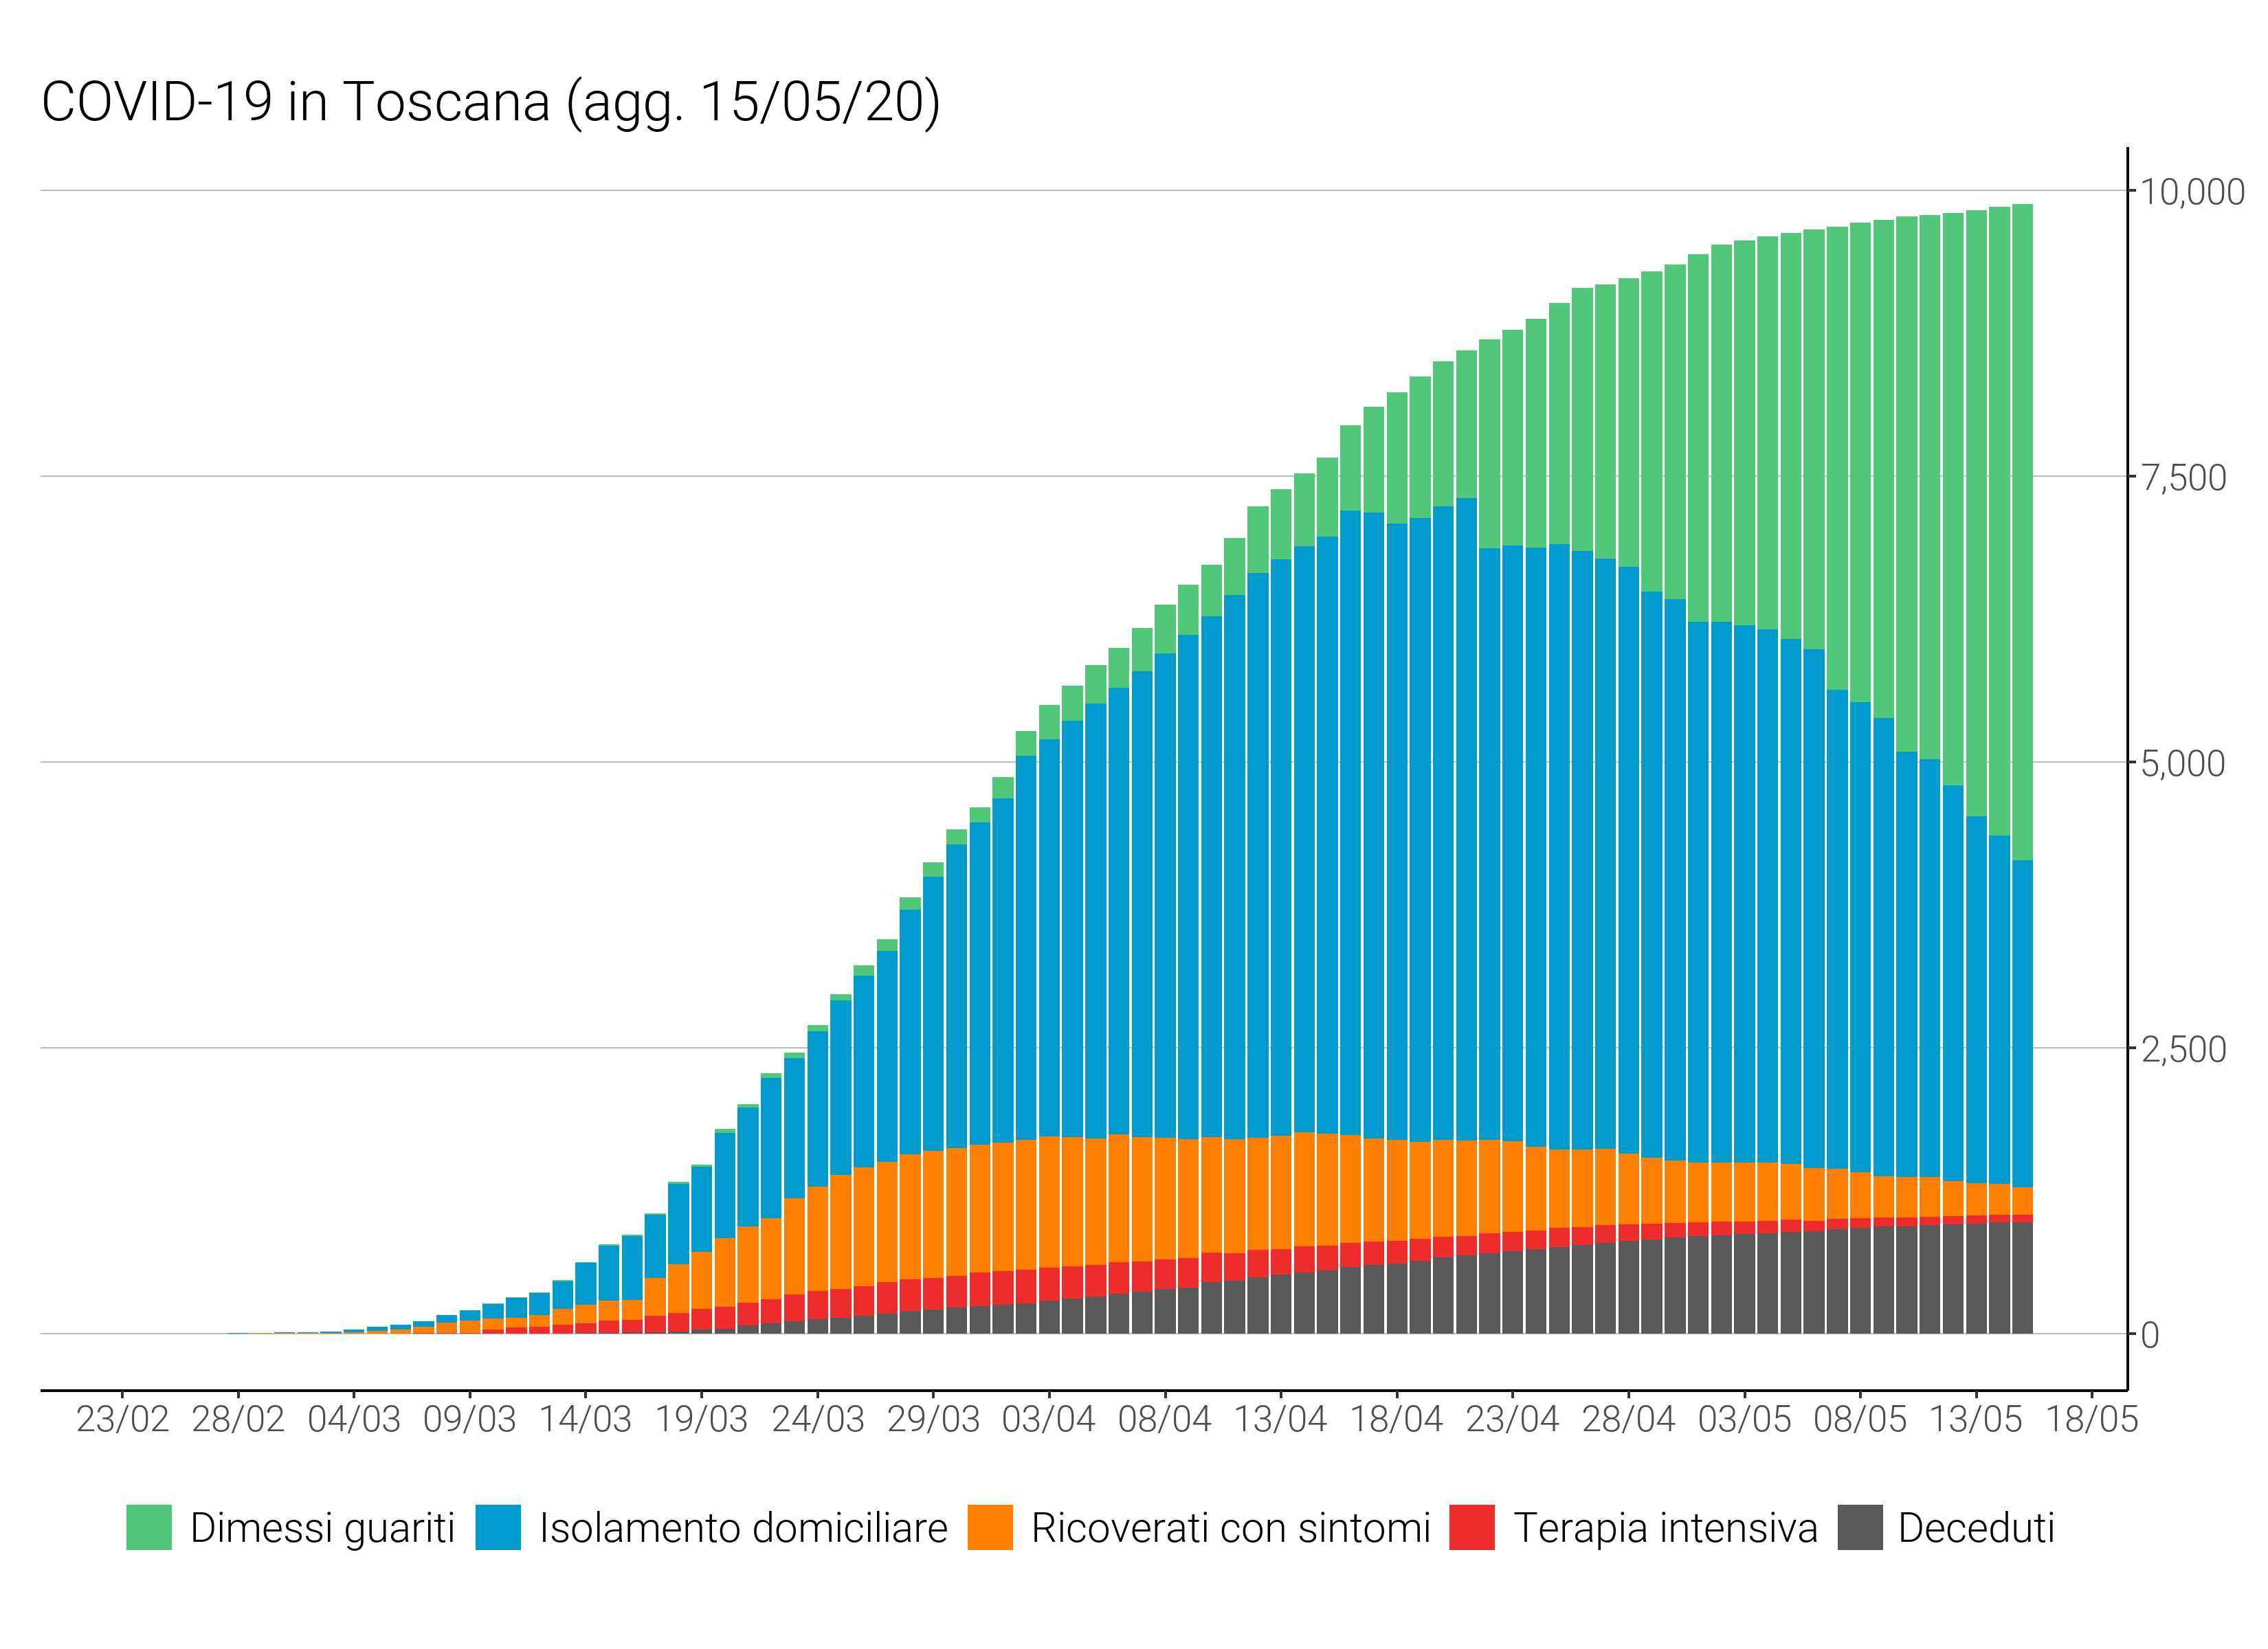 COVID-19 in Toscana (agg. 15/05/20)
10,000
7,500
5,000
2,500
0
23/02 28/02 04/03 09/03 14/03 19/03 24/03 29/03 03/04 08/04 13/04 18/04 23/04 28/04 03/05 08/05 13/05 18/05
Dimessi guariti Isolamento domiciliare Ricoverati con sintomi Terapia intensiva Deceduti